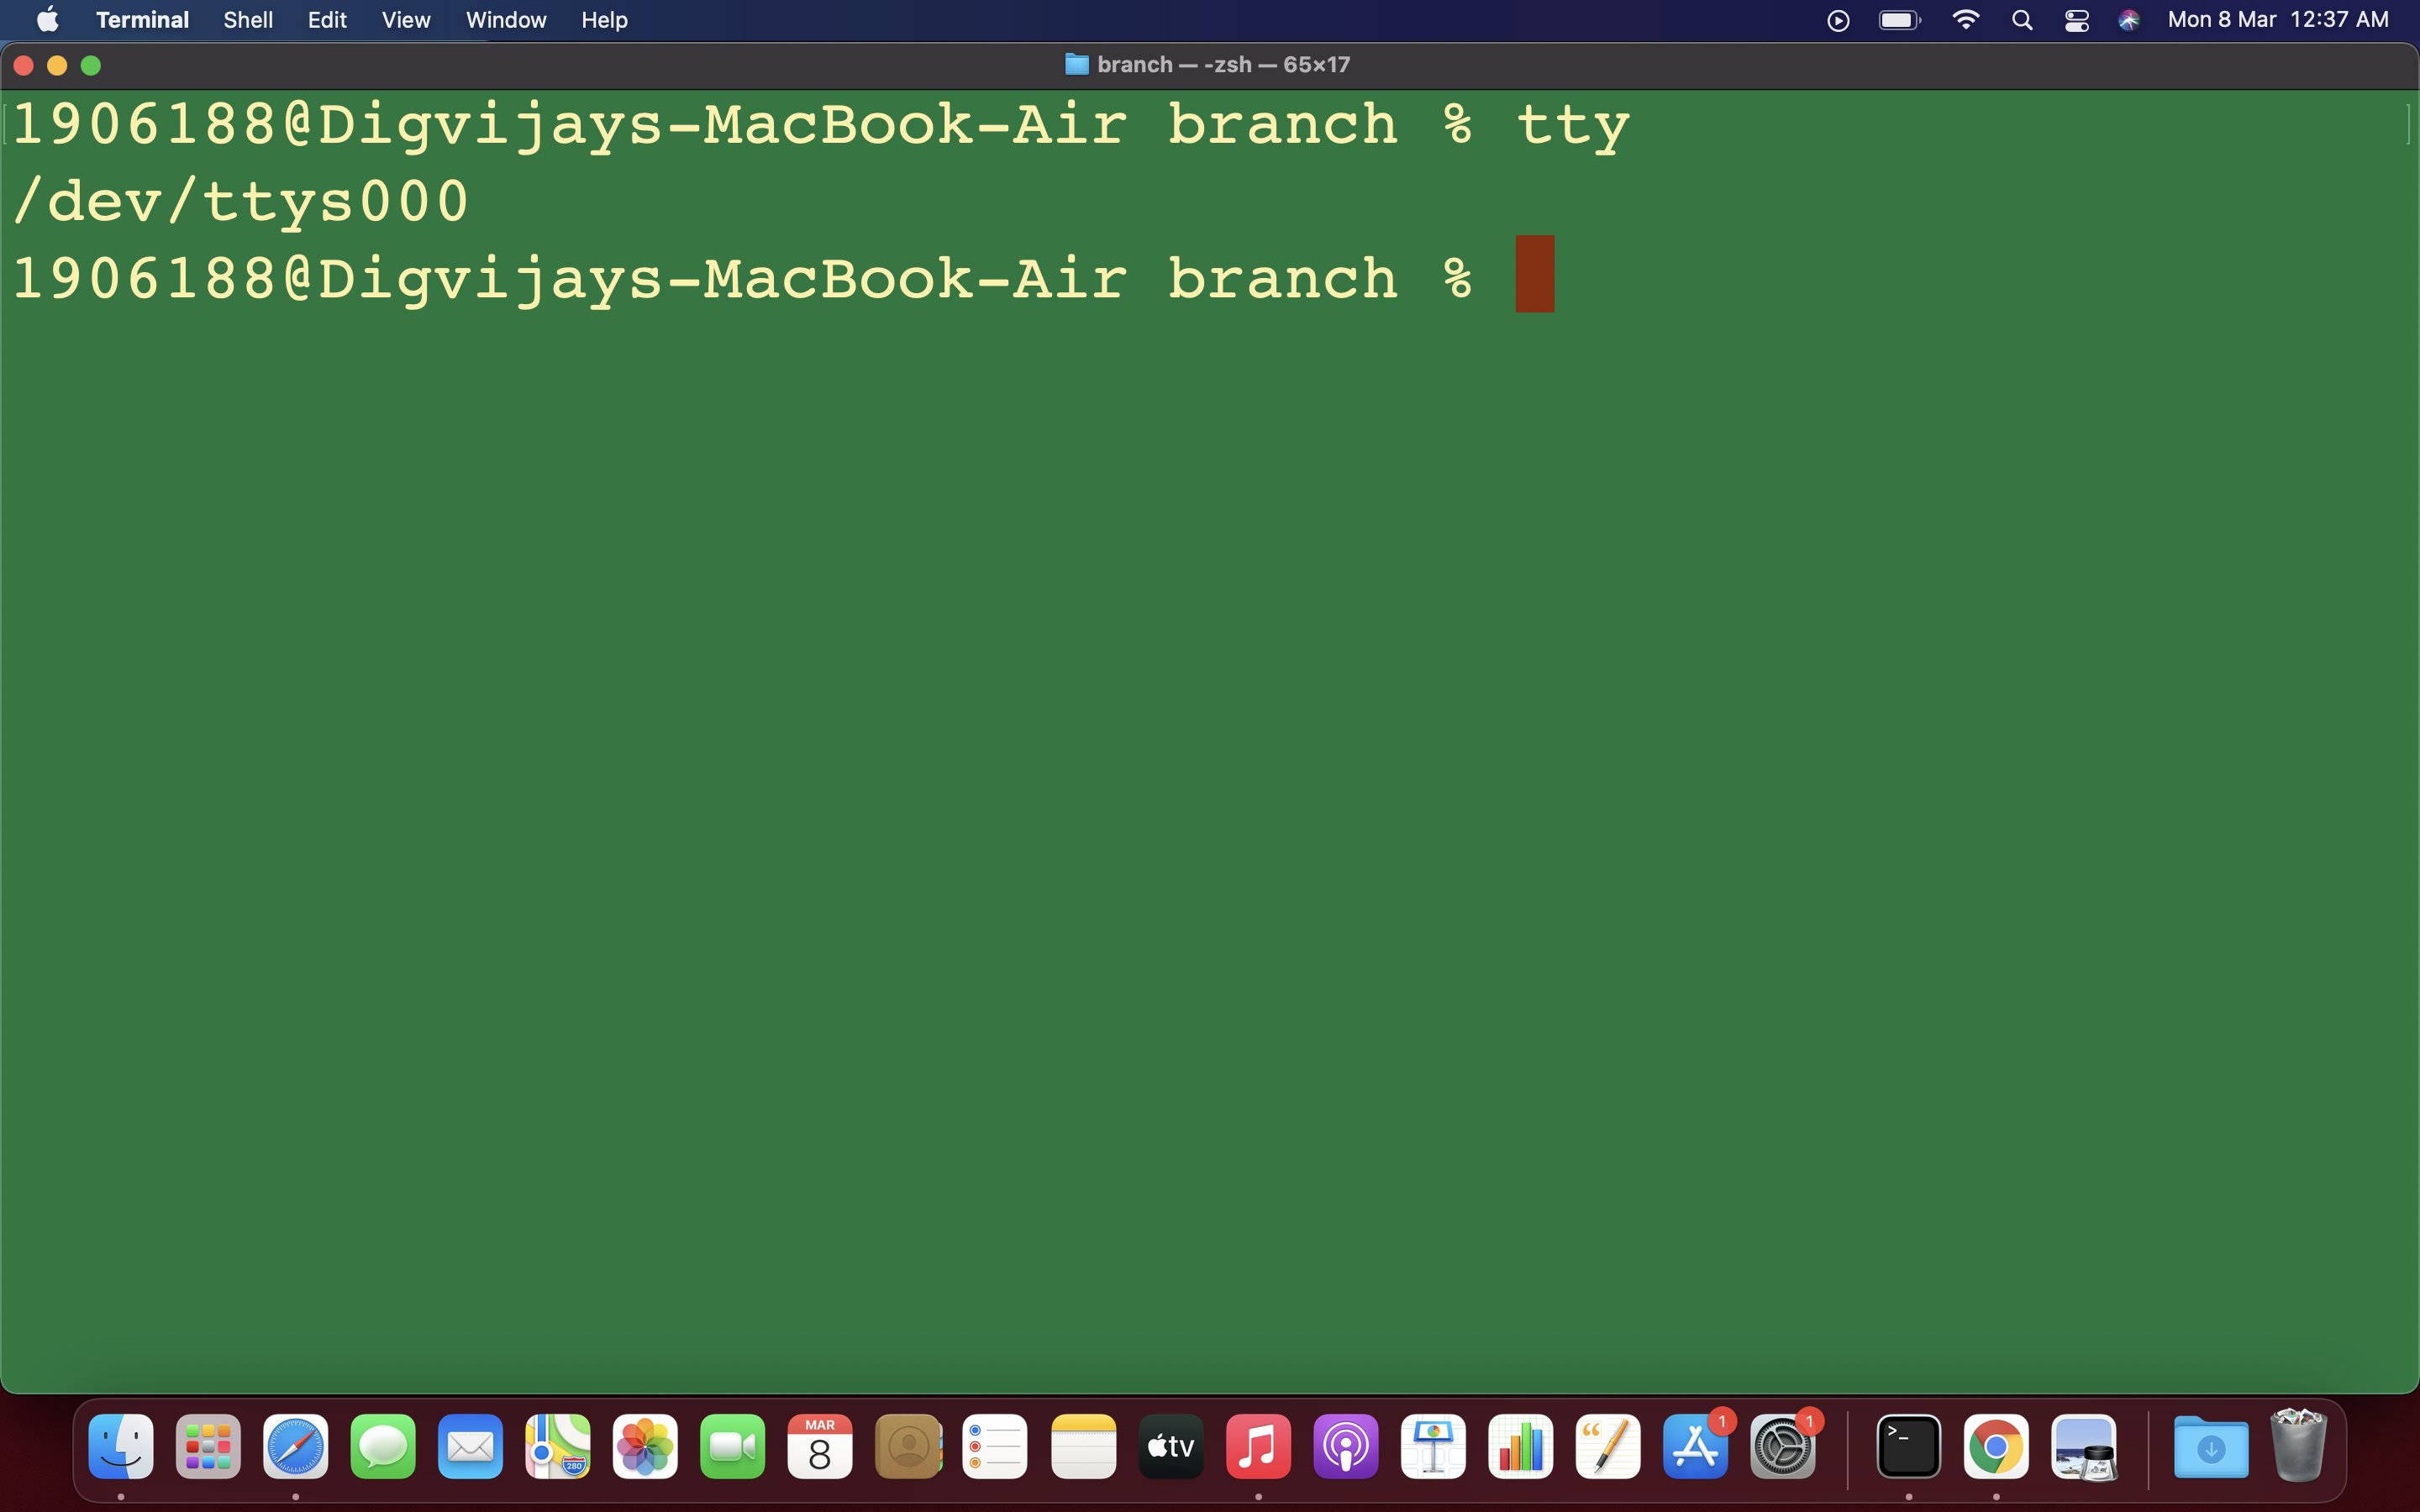 Terminal Shell Edit View Window Help Mon 8 Mar 12:37 AM
branch — -zsh — 65×17
1906188@Digvijays-MacBook-Air branch % tty
/dev/ttys000
1906188@Digvijays-MacBook-Air branch %
280
MAR
8
tv
1
1
>_